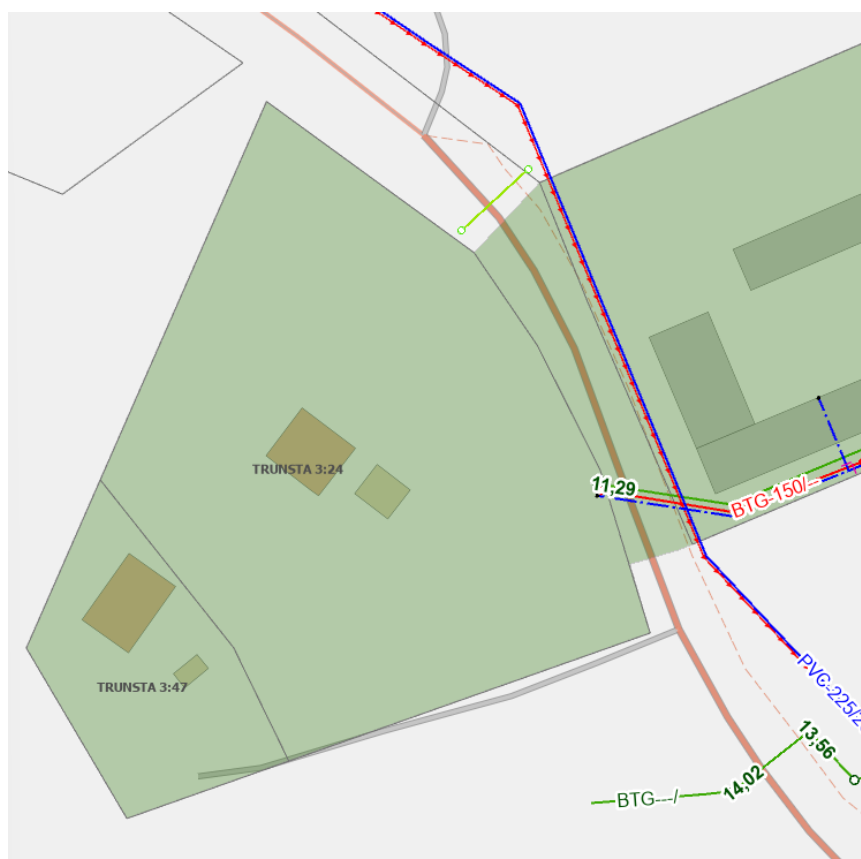 TRUNSTA 3:24
11,29
BTG-150/--
TRUNSTA 3:47
PVC-225/2
13,56
14,02
BTG---/